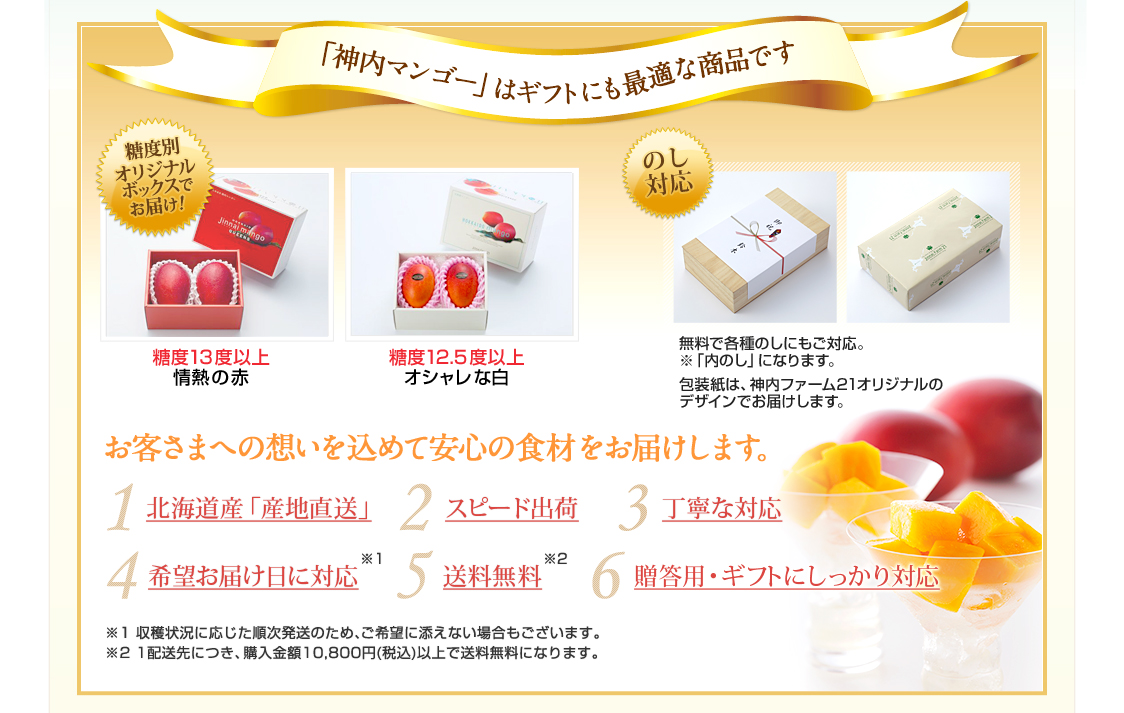 「神内マンゴー」はギフトにも最適な商品です
糖度別
オリジナル
ボックスで
お届け!
Jinnai mango
のし
対応
糖度13度以上
情熱の赤
糖度12.5度以上
オシャレな白
無料で各種のしにもご対応。
※「内のし」になります。
包装紙は、神内ファーム21オリジナルの
デザインでお届けします。
お客さまへの想いを込めて安心の食材をお届けします。
1 北海道産「産地直送」 2 スピード出荷 3 丁寧な対応
4 希望お届け日に対応※1 5 送料無料※2 6 贈答用・ギフトにしっかり対応
※1 収穫状況に応じた順次発送のため、ご希望に添えない場合もございます。
※2 1配送先につき、購入金額10,800円(税込)以上で送料無料になります。